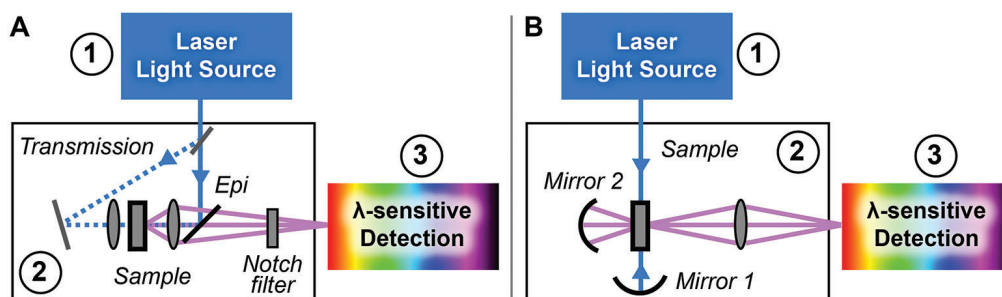 A
1
Laser
Light Source
Transmission
Epi
3
λ-sensitive
Detection
2
Sample
Notch
filter
B
Laser
Light Source
1
Sample
2
3
Mirror 2
λ-sensitive
Detection
Mirror 1